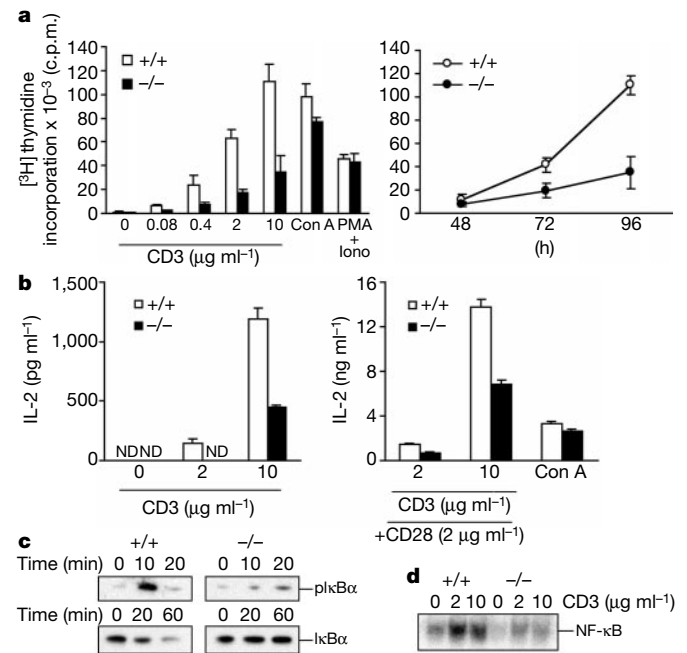 a
[³H] thymidine
incorporation x 10⁻³ (c.p.m.)
140
120
100
80
60
40
20
0
+/+
−/−
0 0.08 0.4 2 10 Con A PMA
+
Iono
CD3 (µg ml⁻¹)
140
120
100
80
60
40
20
0
+/+
−/−
48 72 96
(h)
b
IL-2 (pg ml⁻¹)
1,500
1,000
500
0
+/+
−/−
NDND ND
0 2 10
CD3 (µg ml⁻¹)
IL-2 (ng ml⁻¹)
16
12
8
4
0
+/+
−/−
2 10 Con A
CD3 (µg ml⁻¹)
+CD28 (2 µg ml⁻¹)
c
+/+ −/−
Time (min) 0 10 20 0 10 20
pIκBα
Time (min) 0 20 60 0 20 60
IκBα
d
+/+ −/−
0 2 10 0 2 10 CD3 (µg ml⁻¹)
NF-κB